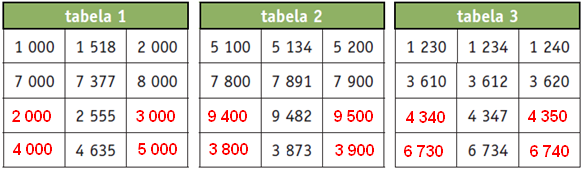 tabela 1
1 000 1 518 2 000
7 000 7 377 8 000
2 000 2 555 3 000
4 000 4 635 5 000
tabela 2
5 100 5 134 5 200
7 800 7 891 7 900
9 400 9 482 9 500
3 800 3 873 3 900
tabela 3
1 230 1 234 1 240
3 610 3 612 3 620
4 340 4 347 4 350
6 730 6 734 6 740